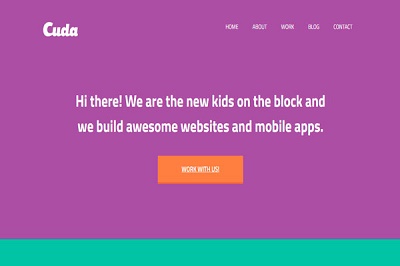 Cuda
HOME ABOUT WORK BLOG CONTACT
Hi there! We are the new kids on the block and
we build awesome websites and mobile apps.
WORK WITH US!